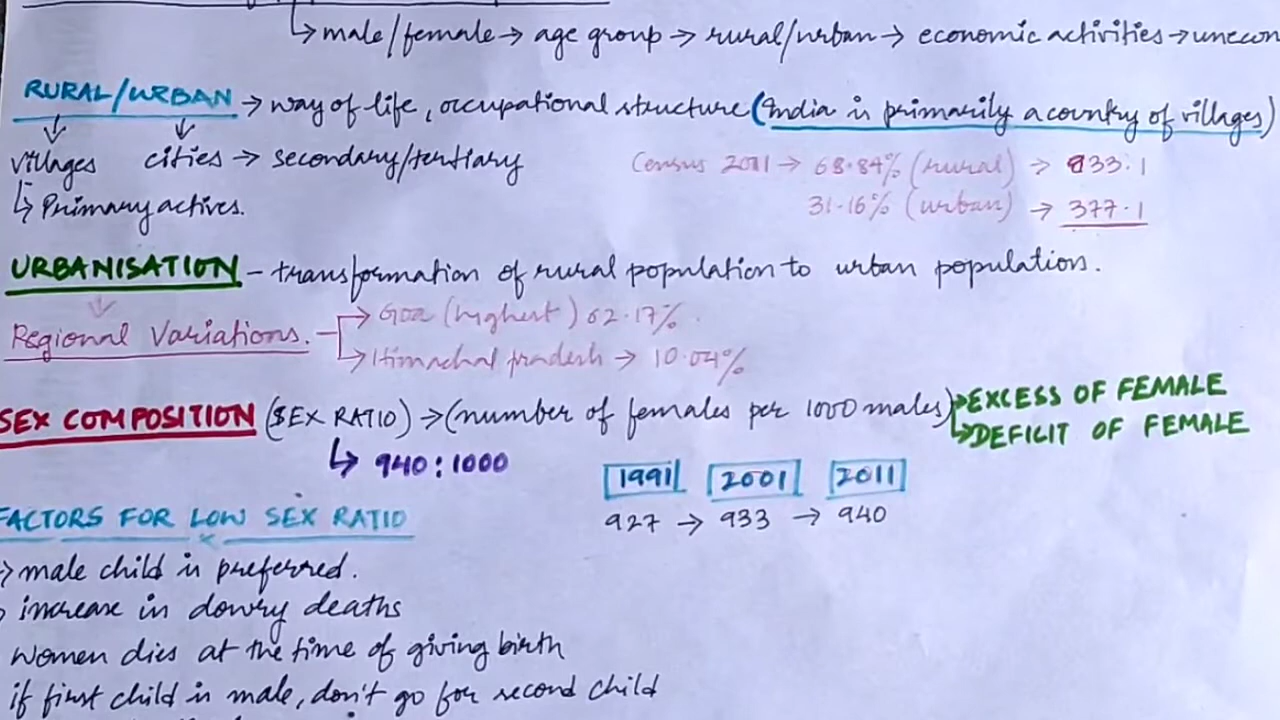 ↳ male/female → age group → rural/urban → economic activities → unecon
RURAL/URBAN → way of life, occupational structure (India is primarily a country of villages)
villages cities → secondary/tertiary
Census 2011 → 68.84% (rural) → 833.1
↳ Primary actives.
31.16% (urban) → 377.1
URBANISATION - transformation of rural population to urban population.
Regional Variations. → Goa (highest) 62.17%.
→ Himachal pradesh → 10.04%
SEX COMPOSITION (SEX RATIO) → (number of females per 1000 males) → EXCESS OF FEMALE
↳ DEFICIT OF FEMALE
↳ 940:1000
1991 2001 2011
927 → 933 → 940
FACTORS FOR LOW SEX RATIO
→ male child is preferred.
increase in dowry deaths
Women dies at the time of giving birth
if first child is male, don't go for second child